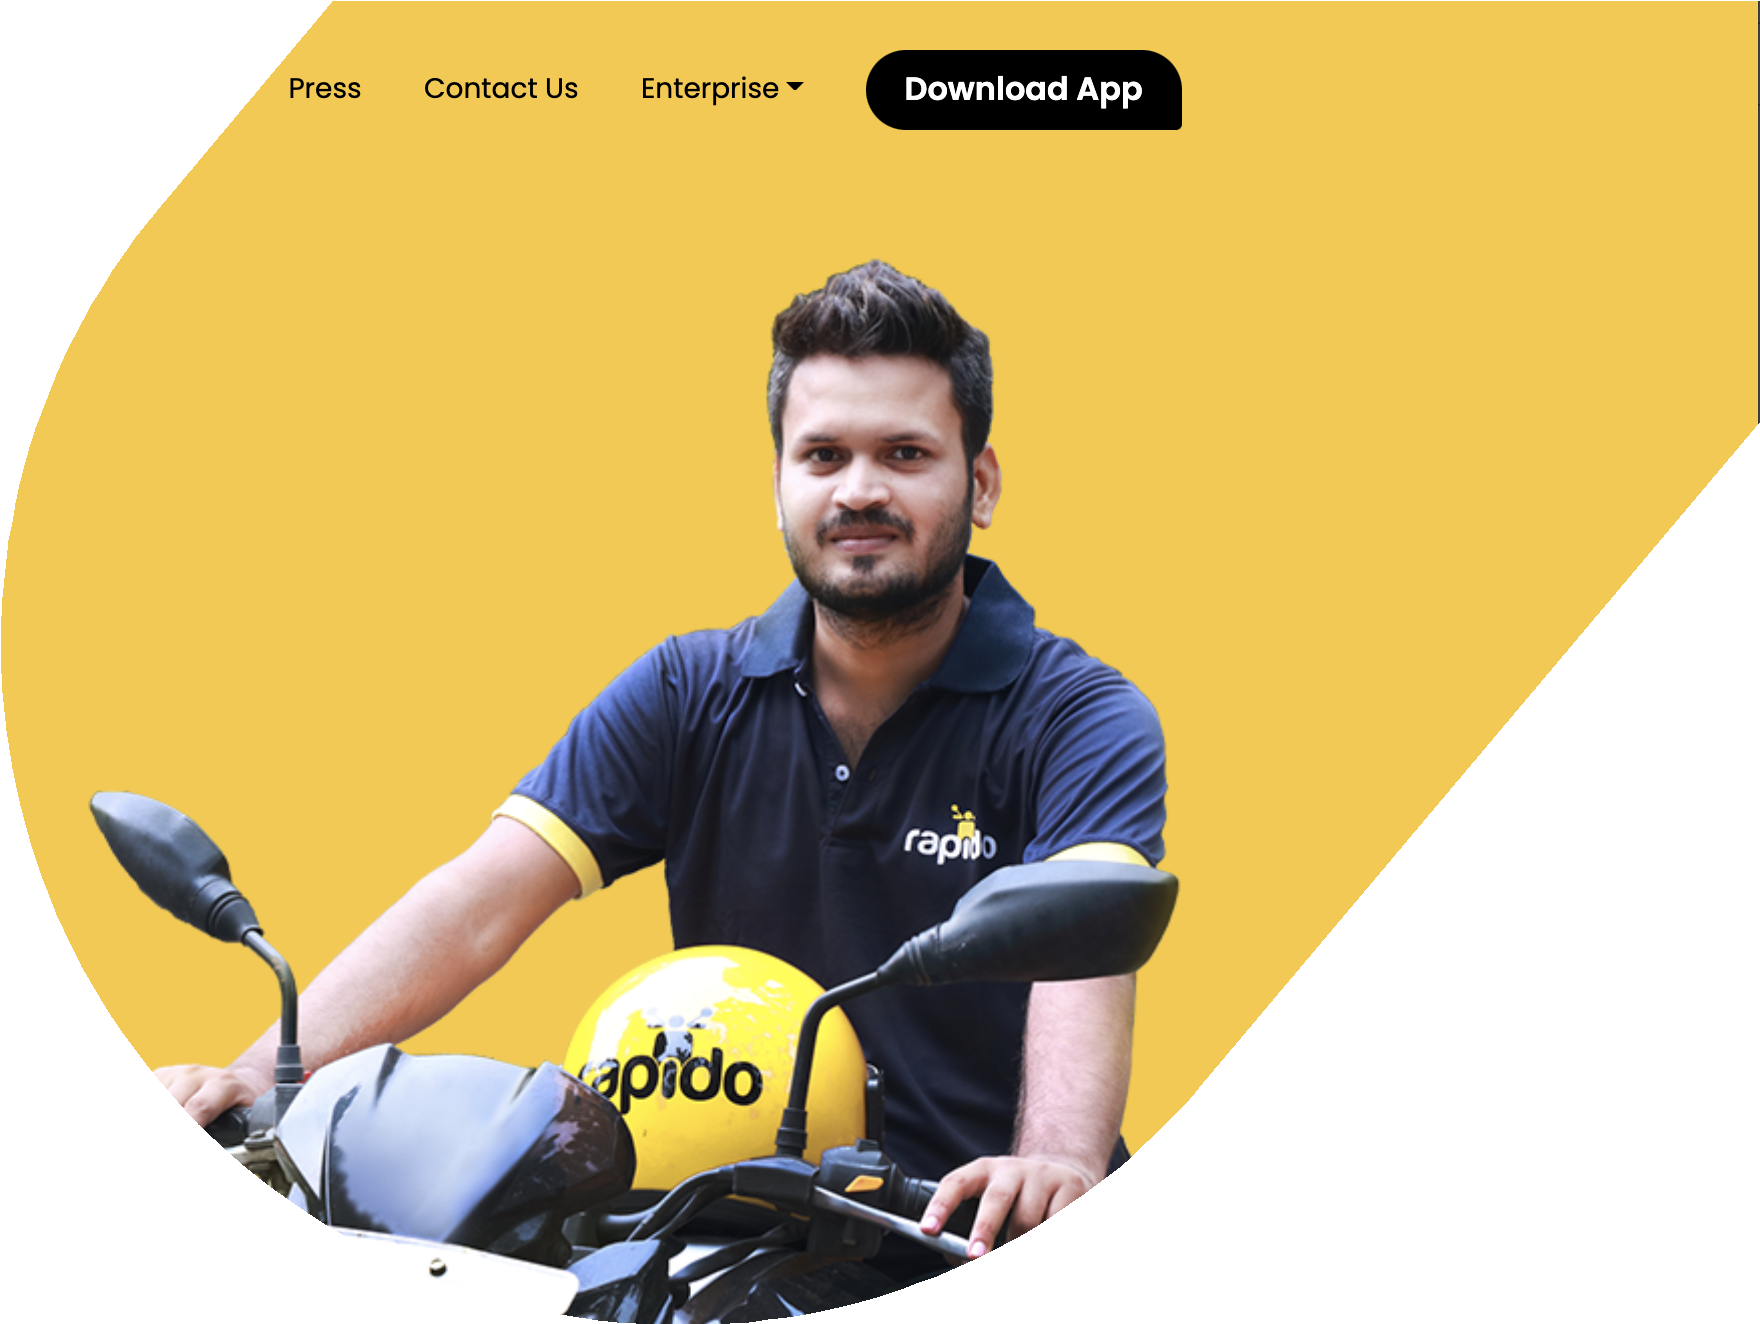 Press Contact Us Enterprise Download App
rapido
rapido